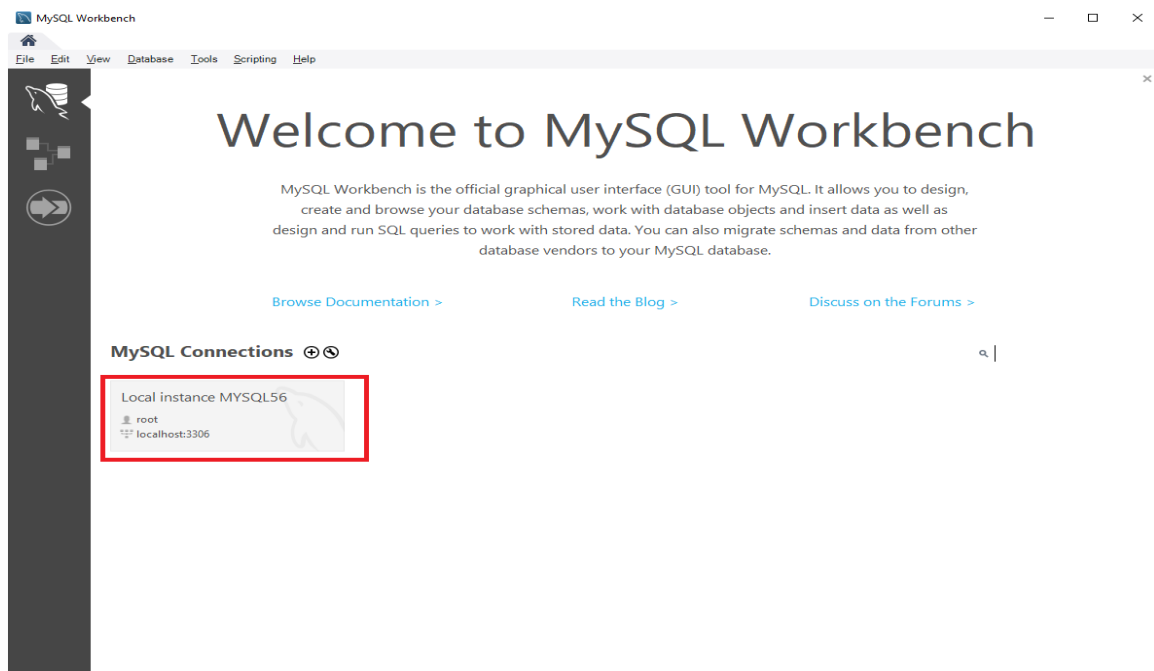 MySQL Workbench
File Edit View Database Tools Scripting Help
Welcome to MySQL Workbench
MySQL Workbench is the official graphical user interface (GUI) tool for MySQL. It allows you to design,
create and browse your database schemas, work with database objects and insert data as well as
design and run SQL queries to work with stored data. You can also migrate schemas and data from other
database vendors to your MySQL database.
Browse Documentation > Read the Blog > Discuss on the Forums >
MySQL Connections
Local instance MYSQL56
root
localhost:3306